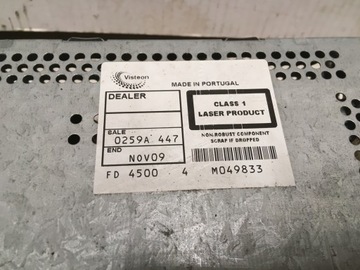 Visteon
MADE IN PORTUGAL
DEALER
CLASS 1
LASER PRODUCT
SALE
0259A 447
NON-ROBUST COMPONENT
SCRAP IF DROPPED
END
NOV09
FD 4500 4 M049833